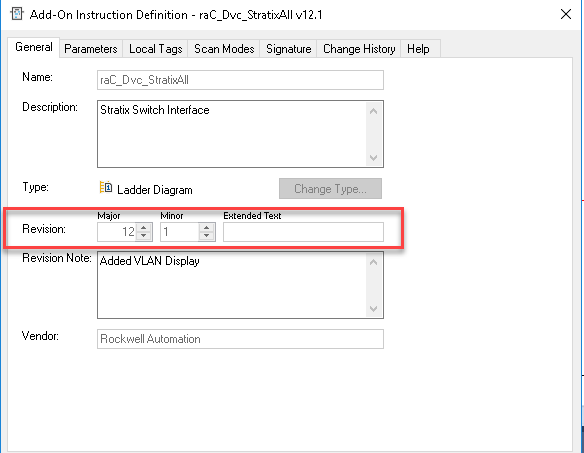 Add-On Instruction Definition - raC_Dvc_StratixAll v12.1
General Parameters Local Tags Scan Modes Signature Change History Help
Name: raC_Dvc_StratixAll
Description: Stratix Switch Interface
Type: Ladder Diagram Change Type...
Major Minor Extended Text
Revision: 12 1
Revision Note: Added VLAN Display
Vendor: Rockwell Automation